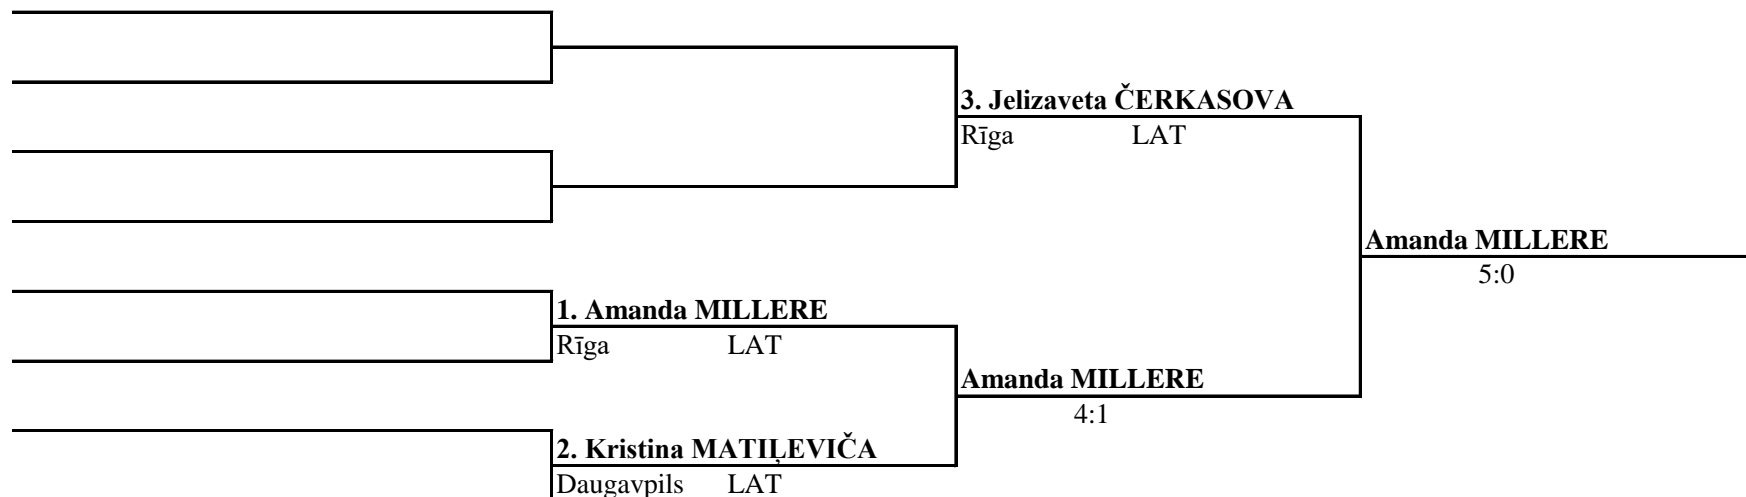 3. Jelizaveta ČERKASOVA
Rīga LAT
Amanda MILLERE
5:0
1. Amanda MILLERE
Rīga LAT
Amanda MILLERE
4:1
2. Kristina MATIĻEVIČA
Daugavpils LAT